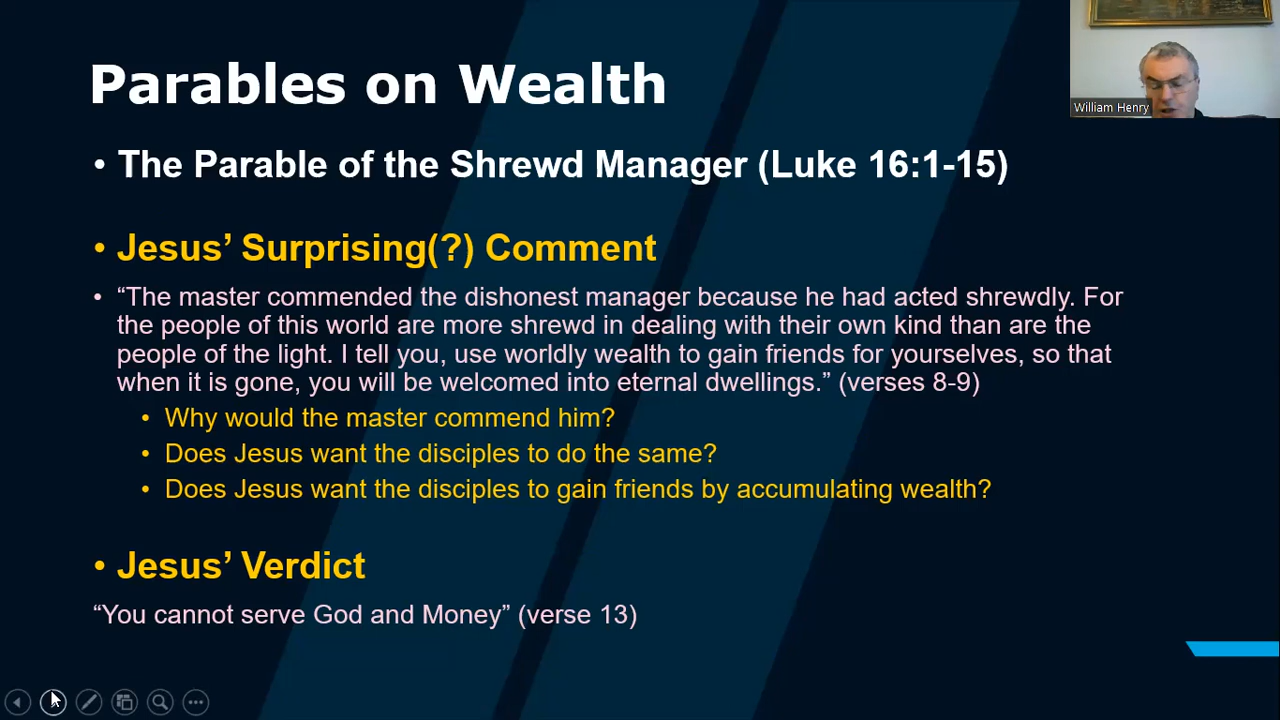 Parables on Wealth
William Henry
• The Parable of the Shrewd Manager (Luke 16:1-15)
• Jesus’ Surprising(?) Comment
• “The master commended the dishonest manager because he had acted shrewdly. For
the people of this world are more shrewd in dealing with their own kind than are the
people of the light. I tell you, use worldly wealth to gain friends for yourselves, so that
when it is gone, you will be welcomed into eternal dwellings.” (verses 8-9)
• Why would the master commend him?
• Does Jesus want the disciples to do the same?
• Does Jesus want the disciples to gain friends by accumulating wealth?
• Jesus’ Verdict
“You cannot serve God and Money” (verse 13)